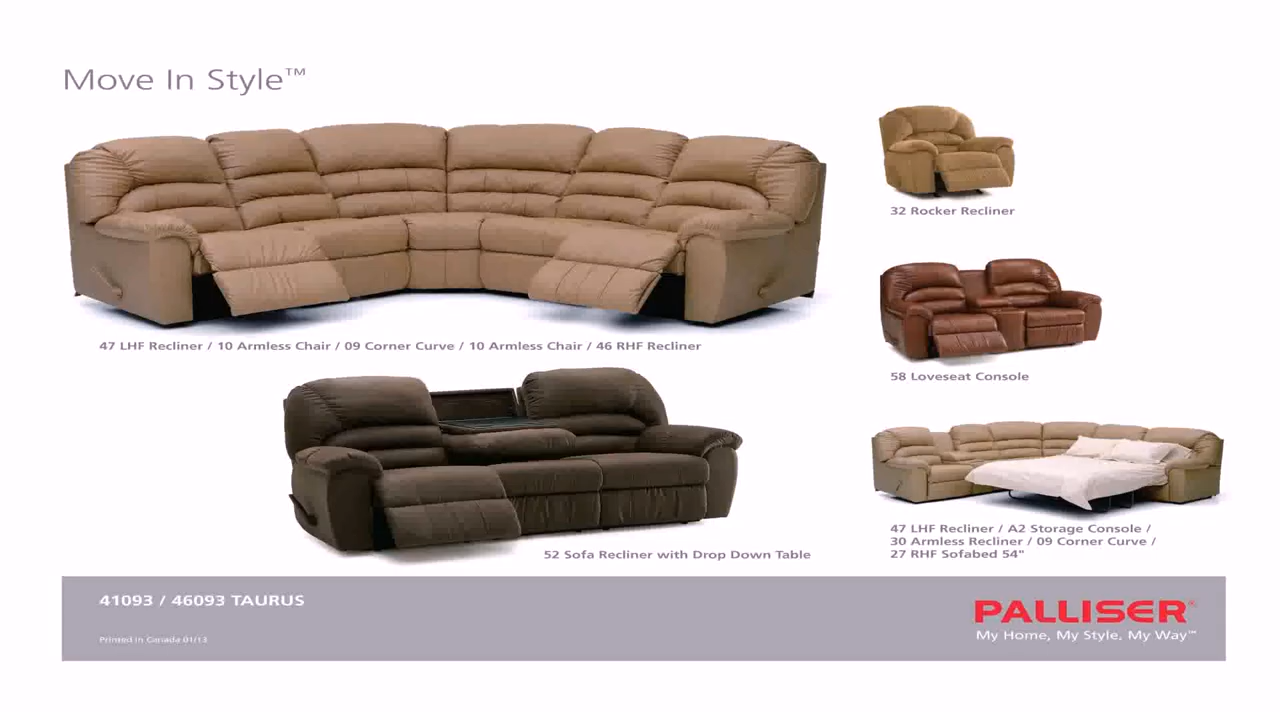 Move In Style™
32 Rocker Recliner
47 LHF Recliner / 10 Armless Chair / 09 Corner Curve / 10 Armless Chair / 46 RHF Recliner
58 Loveseat Console
52 Sofa Recliner with Drop Down Table
47 LHF Recliner / A2 Storage Console /
30 Armless Recliner / 09 Corner Curve /
27 RHF Sofabed 54"
41093 / 46093 TAURUS
Printed in Canada 01/13
PALLISER®
My Home, My Style, My Way™